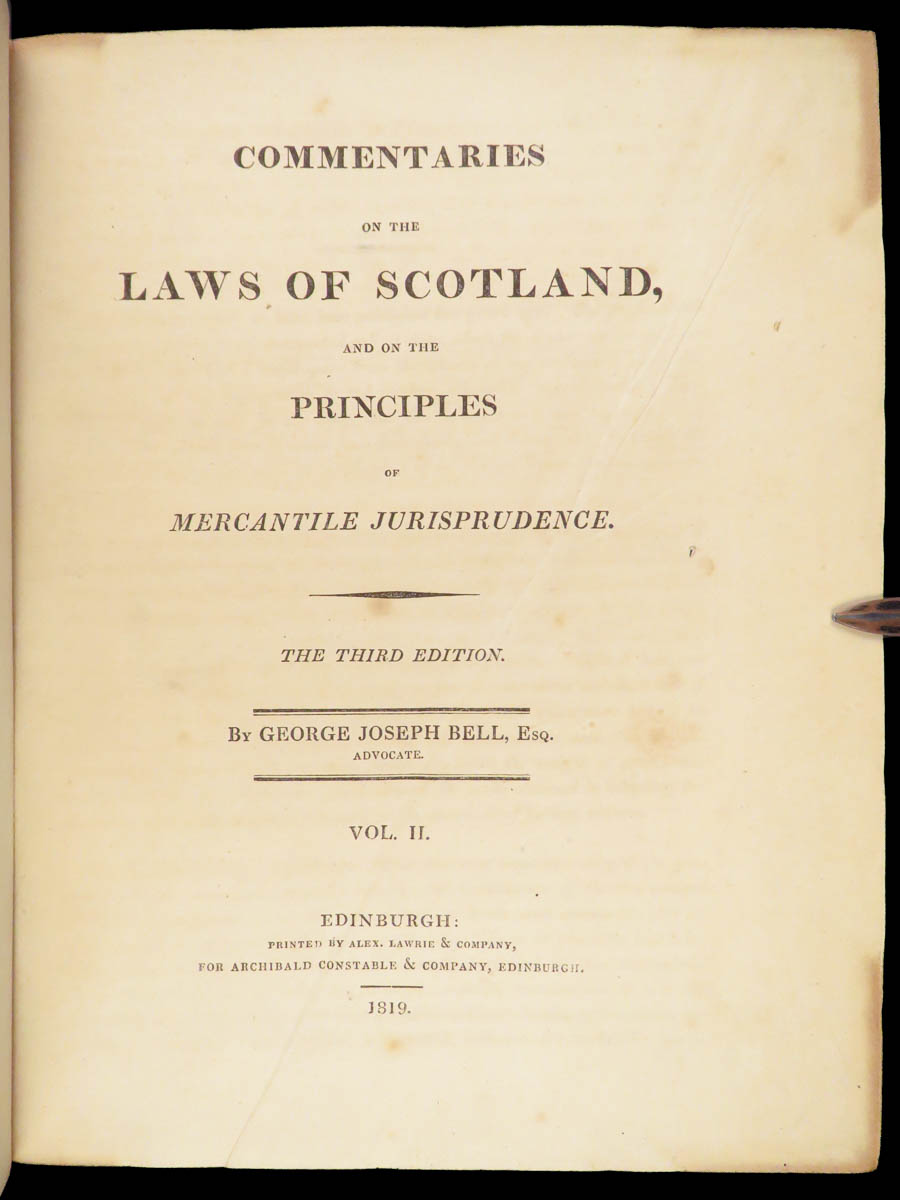 COMMENTARIES
ON THE
LAWS OF SCOTLAND,
AND ON THE
PRINCIPLES
OF
MERCANTILE JURISPRUDENCE.
THE THIRD EDITION.
BY GEORGE JOSEPH BELL, ESQ.
ADVOCATE.
VOL. II.
EDINBURGH:
PRINTED BY ALEX. LAWRIE & COMPANY,
FOR ARCHIBALD CONSTABLE & COMPANY, EDINBURGH.
1819.